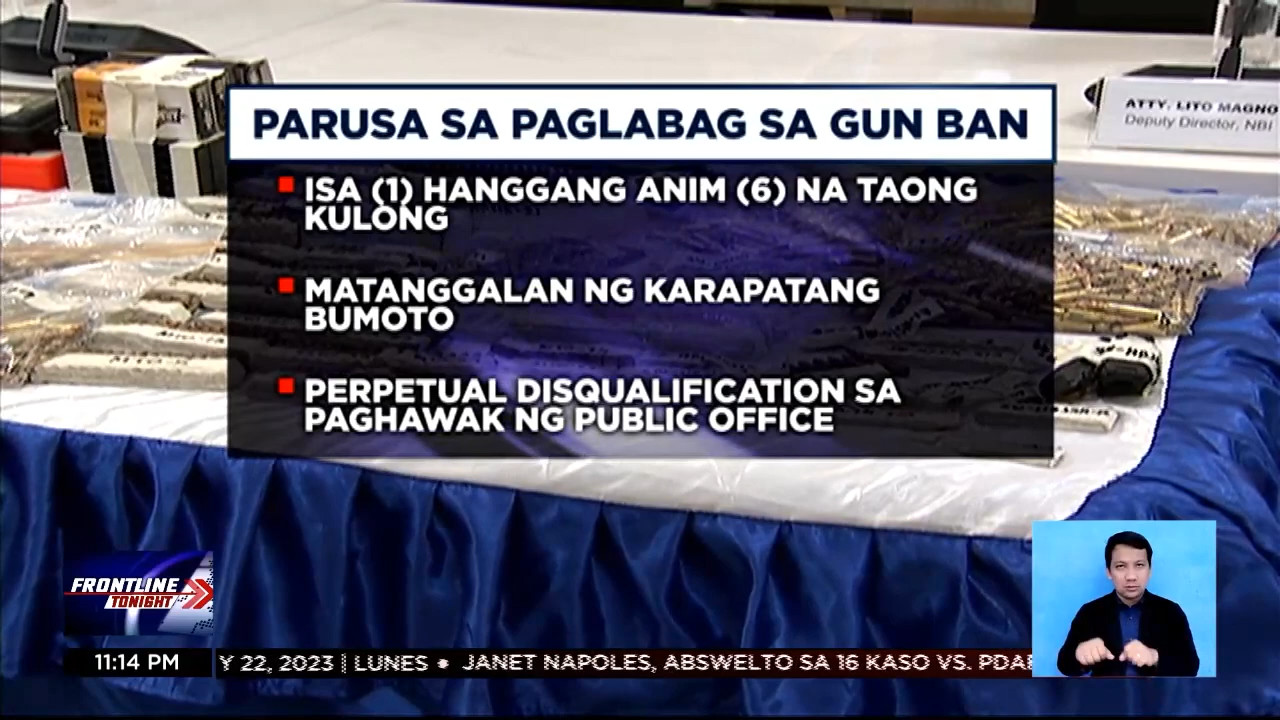 ATTY. LITO MAGNO
Deputy Director, NBI
PARUSA SA PAGLABAG SA GUN BAN
ISA (1) HANGGANG ANIM (6) NA TAONG
KULONG
MATANGGALAN NG KARAPATANG
BUMOTO
PERPETUAL DISQUALIFICATION SA
PAGHAWAK NG PUBLIC OFFICE
FRONTLINE
TONIGHT
11:14 PM
Y 22, 2023 | LUNES • JANET NAPOLES, ABSWELTO SA 16 KASO VS. PDAF